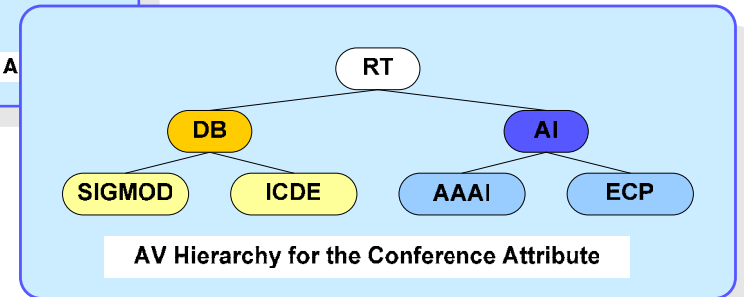 A
RT
DB AI
SIGMOD ICDE AAAI ECP
AV Hierarchy for the Conference Attribute